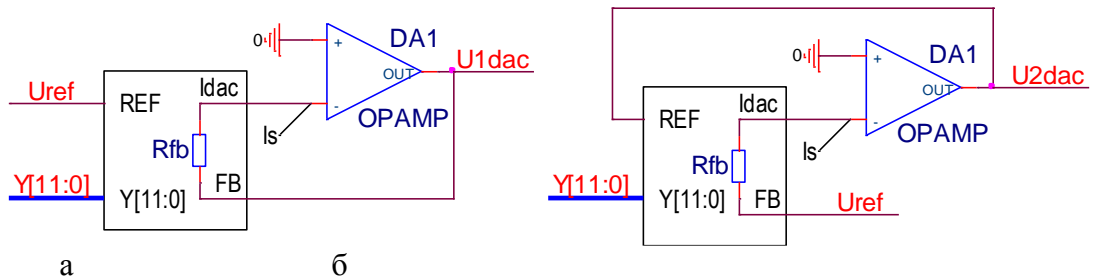 0
+
DA1
OUT
U1dac
-
OPAMP
Uref
REF
Idac
Is
Rfb
Y[11:0]
Y[11:0]
FB
0
+
DA1
OUT
U2dac
-
OPAMP
REF
Idac
Is
Rfb
Y[11:0]
Y[11:0]
FB
Uref
а
б